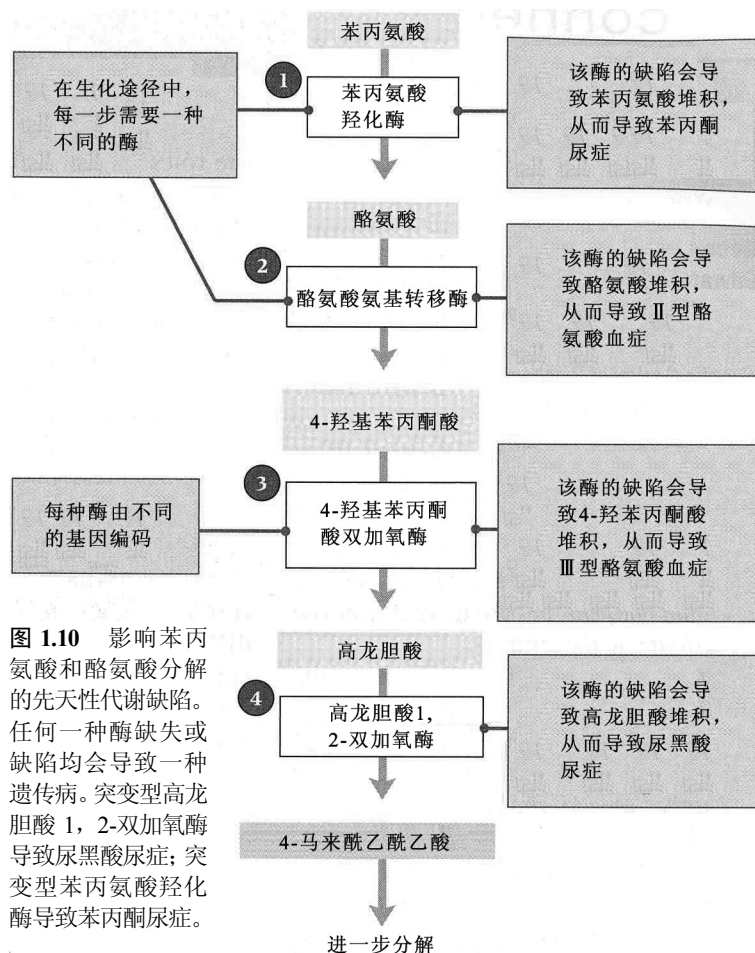 苯丙氨酸
在生化途径中，
每一步需要一种
不同的酶
1
苯丙氨酸
羟化酶
该酶的缺陷会导
致苯丙氨酸堆积，
从而导致苯丙酮
尿症
酪氨酸
2
酪氨酸氨基转移酶
该酶的缺陷会导
致酪氨酸堆积，
从而导致Ⅱ型酪
氨酸血症
4-羟基苯丙酮酸
每种酶由不同
的基因编码
3
4-羟基苯丙酮
酸双加氧酶
该酶的缺陷会导
致4-羟苯丙酮酸
堆积，从而导致
Ⅲ型酪氨酸血症
高龙胆酸
4
高龙胆酸1，
2-双加氧酶
该酶的缺陷会导
致高龙胆酸堆积，
从而导致尿黑酸
尿症
4-马来酰乙酰乙酸
进一步分解
图 1.10 影响苯丙
氨酸和酪氨酸分解
的先天性代谢缺陷。
任何一种酶缺失或
缺陷均会导致一种
遗传病。突变型高龙
胆酸 1，2-双加氧酶
导致尿黑酸尿症；突
变型苯丙氨酸羟化
酶导致苯丙酮尿症。